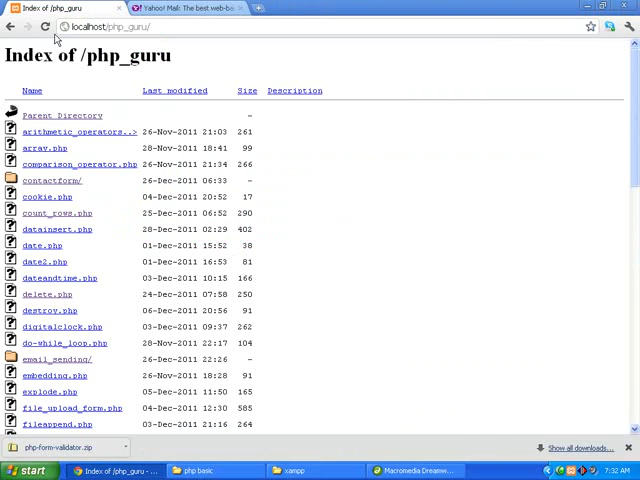 Index of /php_guru
Yahoo! Mail: The best web-ba
localhost/php_guru/
Index of /php_guru
Name Last modified Size Description
Parent Directory -
arithmetic_operators..> 26-Nov-2011 21:03 261
array.php 28-Nov-2011 18:41 99
comparison_operator.php 26-Nov-2011 21:34 266
contactform/ 26-Dec-2011 06:33 -
cookie.php 04-Dec-2011 20:52 17
count_rows.php 25-Dec-2011 06:52 290
datainsert.php 28-Dec-2011 02:29 402
date.php 01-Dec-2011 15:52 38
date2.php 01-Dec-2011 16:53 81
dateandtime.php 03-Dec-2011 10:15 166
delete.php 24-Dec-2011 07:58 250
destroy.php 06-Dec-2011 20:56 91
digitalclock.php 03-Dec-2011 09:37 262
do-while_loop.php 28-Nov-2011 22:17 104
email_sending/ 26-Dec-2011 22:26 -
embedding.php 26-Nov-2011 18:28 91
explode.php 05-Dec-2011 11:50 165
file_upload_form.php 04-Dec-2011 12:30 585
fileappend.php 03-Dec-2011 21:16 264
php-form-validator.zip
Show all downloads...
start
Index of /php_guru - ...
php basic
xampp
Macromedia Dreamw...
7:32 AM